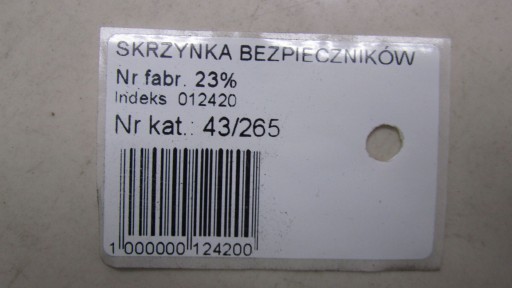 SKRZYNKA BEZPIECZNIKÓW
Nr fabr. 23%
Indeks 012420
Nr kat.: 43/265
1 000000 124200